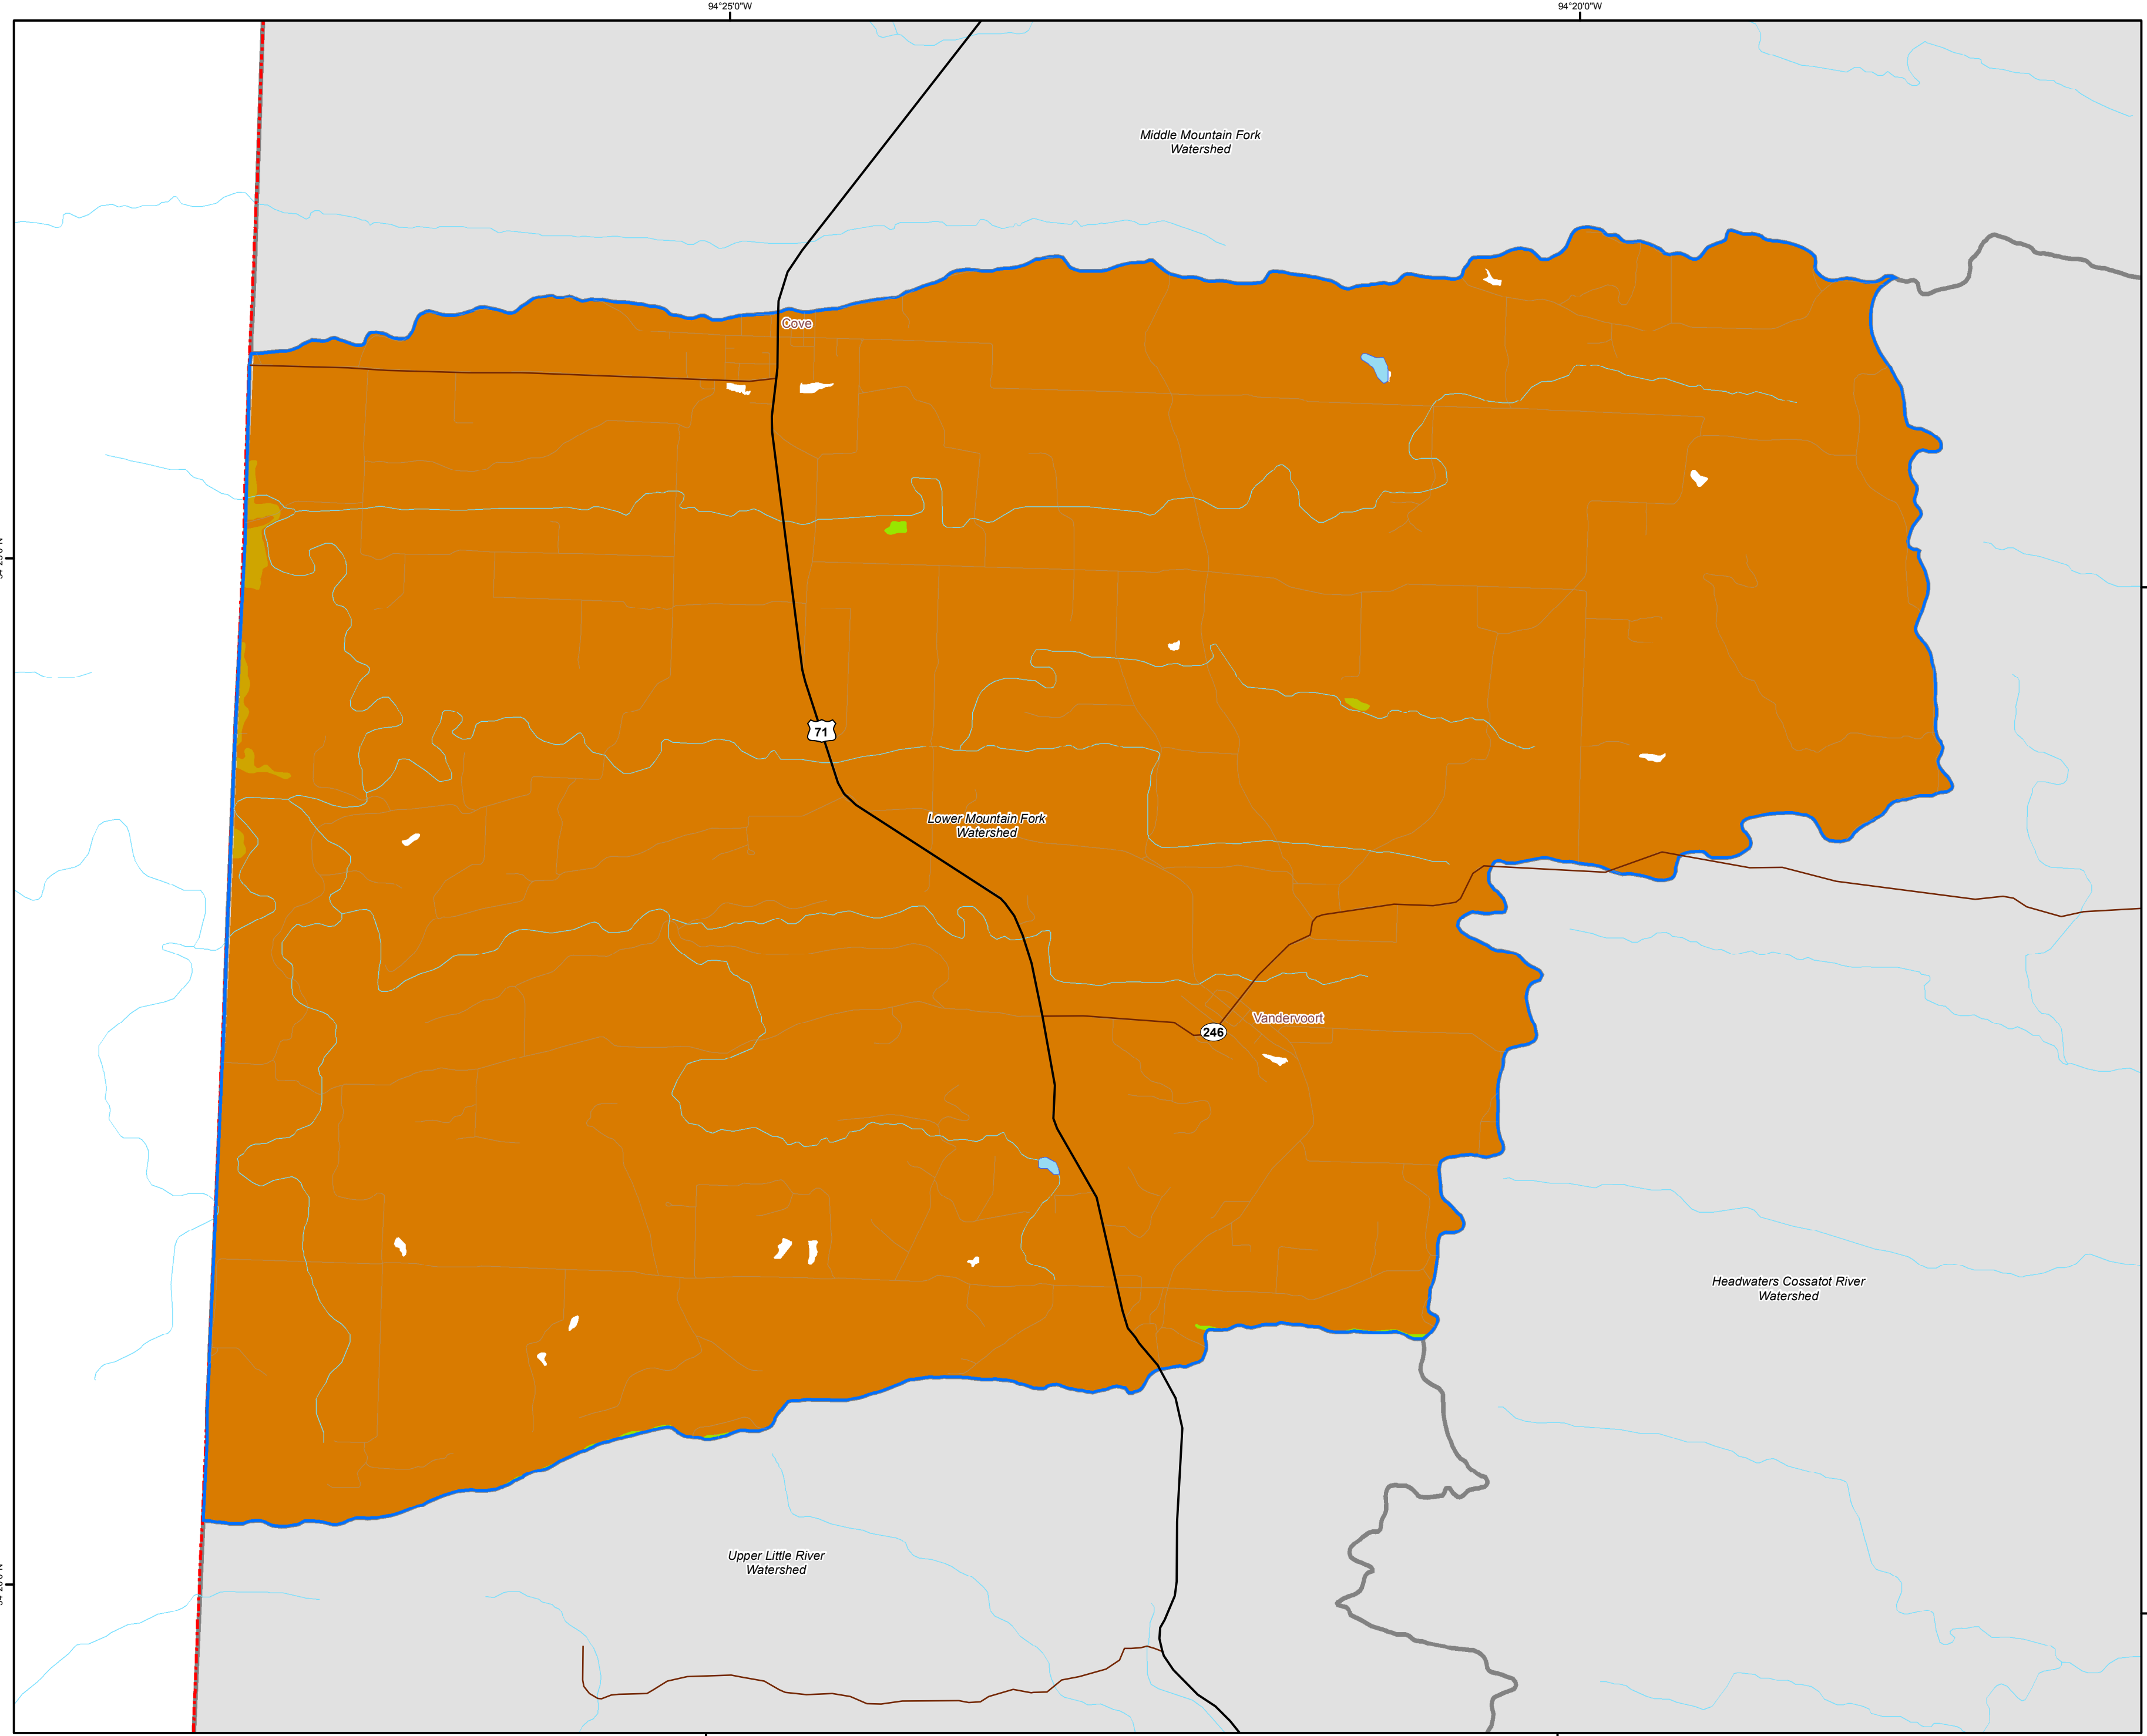 94°25'0"W
94°20'0"W
Middle Mountain Fork
Watershed
Cove
71
Lower Mountain Fork
Watershed
Vandervoort
246
Headwaters Cossatot River
Watershed
Upper Little River
Watershed